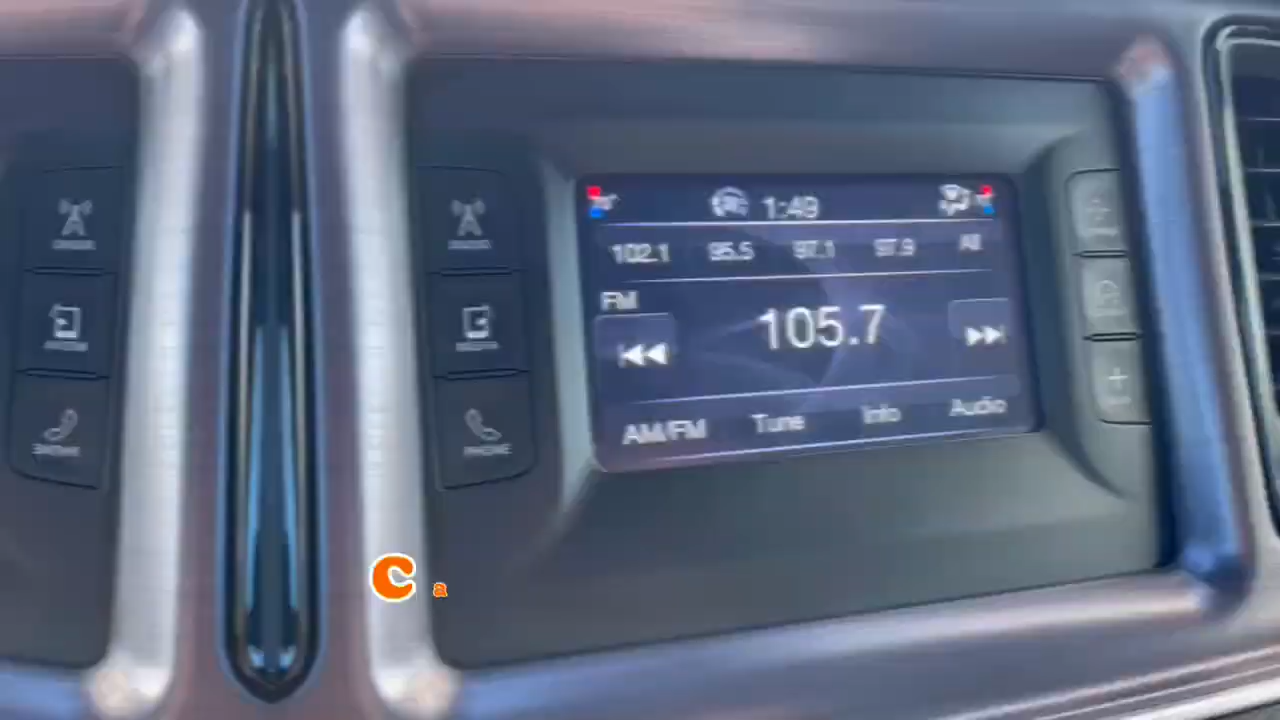 1:49
102.1 95.5 97.1 97.9 All
FM
105.7
AM/FM Tune Info Audio
PHONE
C a